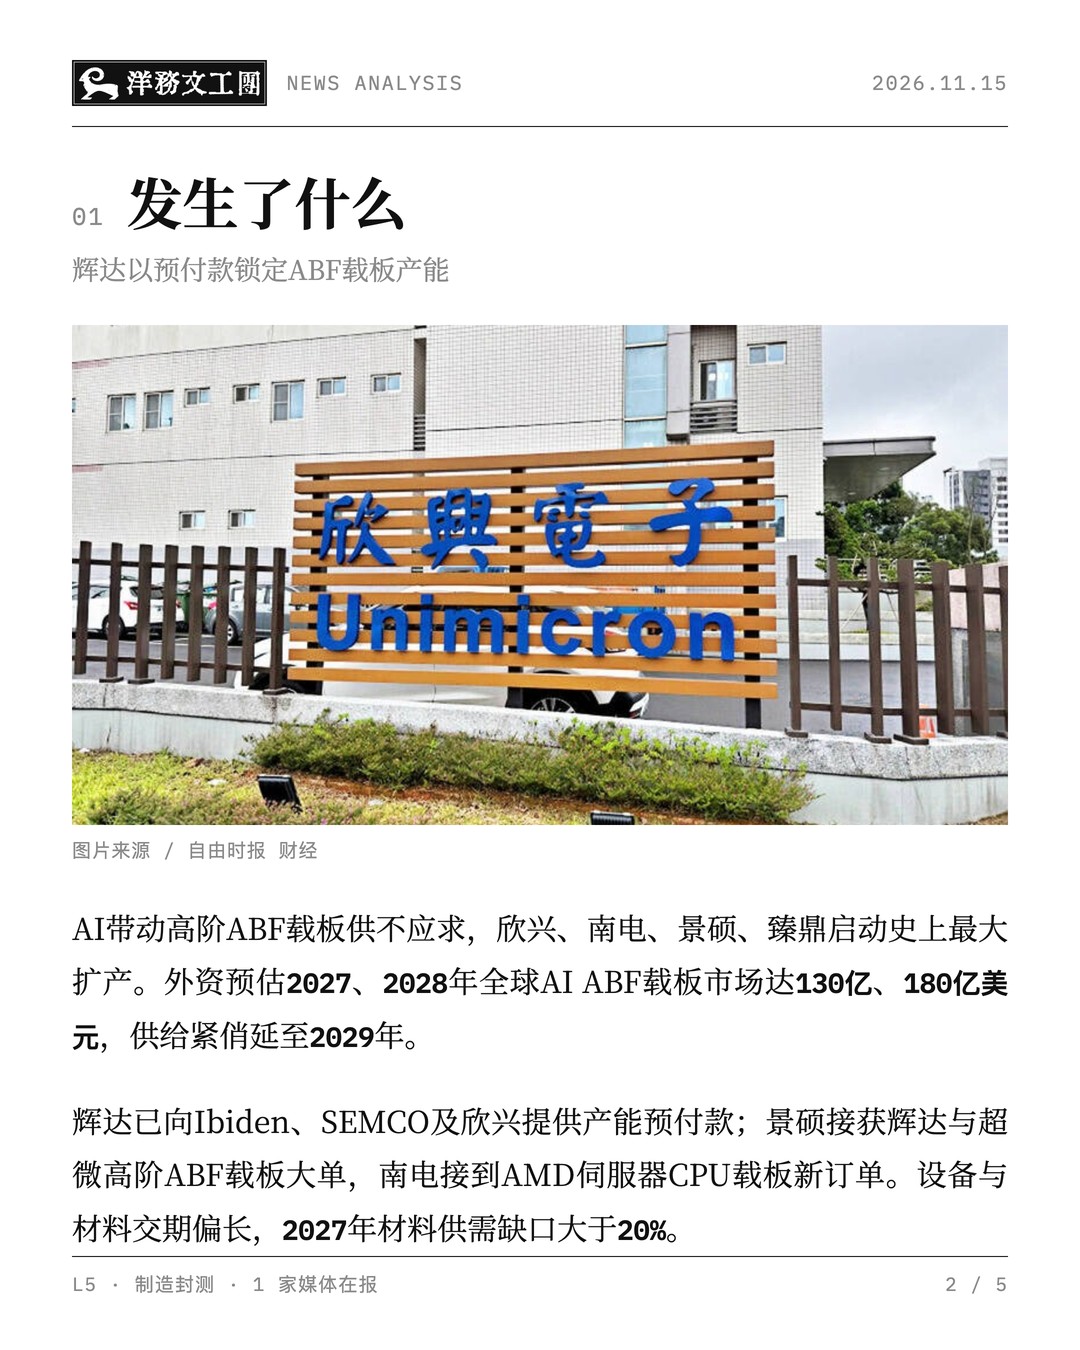 洋務文工團 NEWS ANALYSIS 2026.11.15
01 发生了什么
辉达以预付款锁定ABF载板产能
欣興電子
Unimicron
图片来源 / 自由时报 财经
AI带动高阶ABF载板供不应求，欣兴、南电、景硕、臻鼎启动史上最大
扩产。外资预估2027、2028年全球AI ABF载板市场达130亿、180亿美
元，供给紧俏延至2029年。
辉达已向Ibiden、SEMCO及欣兴提供产能预付款；景硕接获辉达与超
微高阶ABF载板大单，南电接到AMD伺服器CPU载板新订单。设备与
材料交期偏长，2027年材料供需缺口大于20%。
L5 · 制造封测 · 1 家媒体在报 2 / 5